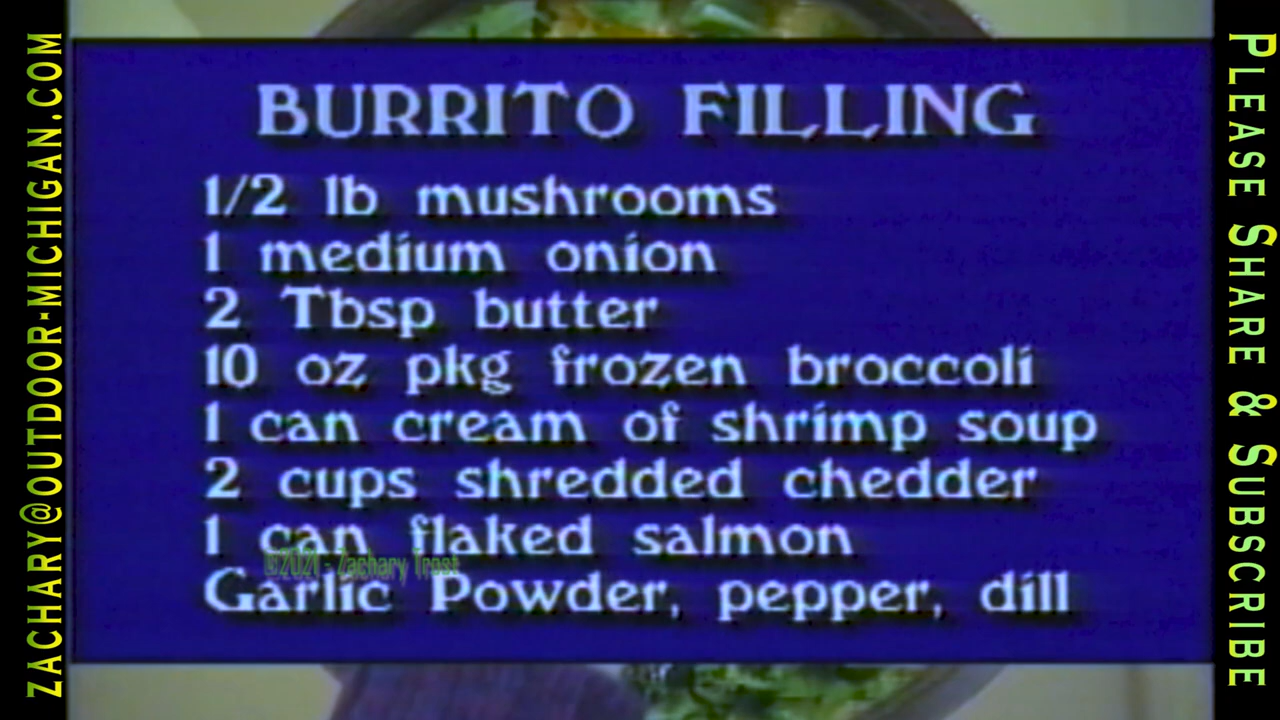 BURRITO FILLING
1/2 lb mushrooms
1 medium onion
2 Tbsp butter
10 oz pkg frozen broccoli
1 can cream of shrimp soup
2 cups shredded chedder
1 can flaked salmon
Garlic Powder, pepper, dill
©2021 - Zachary Trost
ZACHARY@OUTDOOR-MICHIGAN.COM
PLEASE SHARE & SUBSCRIBE